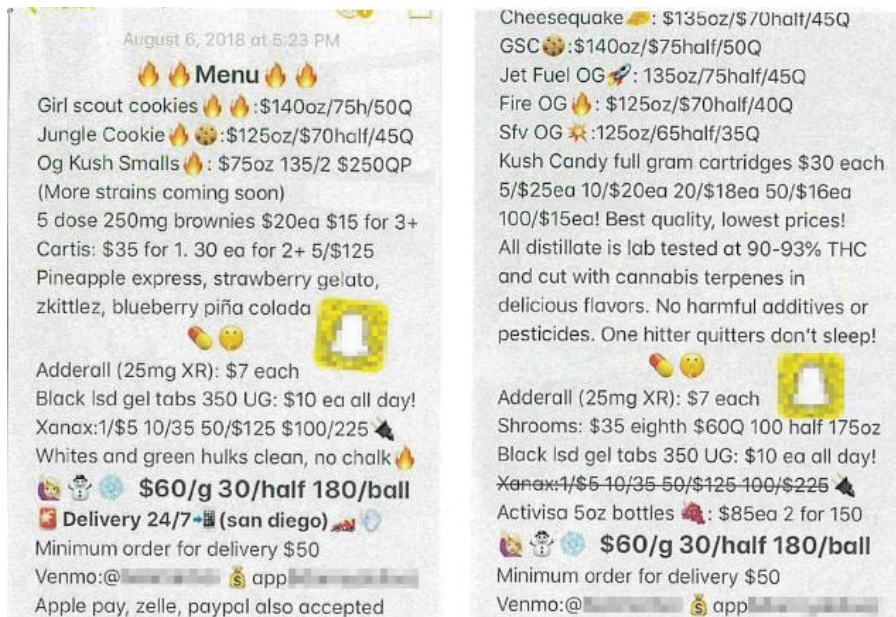 August 6, 2018 at 5:23 PM
🔥🔥Menu🔥🔥
Girl scout cookies🔥🔥:$140oz/75h/50Q
Jungle Cookie🔥🍪:$125oz/$70half/45Q
Og Kush Smalls🔥: $75oz 135/2 $250QP
(More strains coming soon)
5 dose 250mg brownies $20ea $15 for 3+
Cartis: $35 for 1. 30 ea for 2+ 5/$125
Pineapple express, strawberry gelato,
zkittlez, blueberry piña colada
💊🤫
Adderall (25mg XR): $7 each
Black lsd gel tabs 350 UG: $10 ea all day!
Xanax:1/$5 10/35 50/$125 $100/225🔌
Whites and green hulks clean, no chalk🔥
🙋⛄❄️ $60/g 30/half 180/ball
🚨Delivery 24/7📲(san diego)🏎️💨
Minimum order for delivery $50
Venmo:@ 💰app
Apple pay, zelle, paypal also accepted
Cheesequake🧀: $135oz/$70half/45Q
GSC🍪:$140oz/$75half/50Q
Jet Fuel OG🚀: 135oz/75half/45Q
Fire OG🔥: $125oz/$70half/40Q
Sfv OG💥:125oz/65half/35Q
Kush Candy full gram cartridges $30 each
5/$25ea 10/$20ea 20/$18ea 50/$16ea
100/$15ea! Best quality, lowest prices!
All distillate is lab tested at 90-93% THC
and cut with cannabis terpenes in
delicious flavors. No harmful additives or
pesticides. One hitter quitters don't sleep!
💊🤫
Adderall (25mg XR): $7 each
Shrooms: $35 eighth $60Q 100 half 175oz
Black lsd gel tabs 350 UG: $10 ea all day!
Xanax:1/$5 10/35 50/$125 100/$225🔌
Activisa 5oz bottles🍇: $85ea 2 for 150
🙋⛄❄️ $60/g 30/half 180/ball
Minimum order for delivery $50
Venmo:@ 💰app